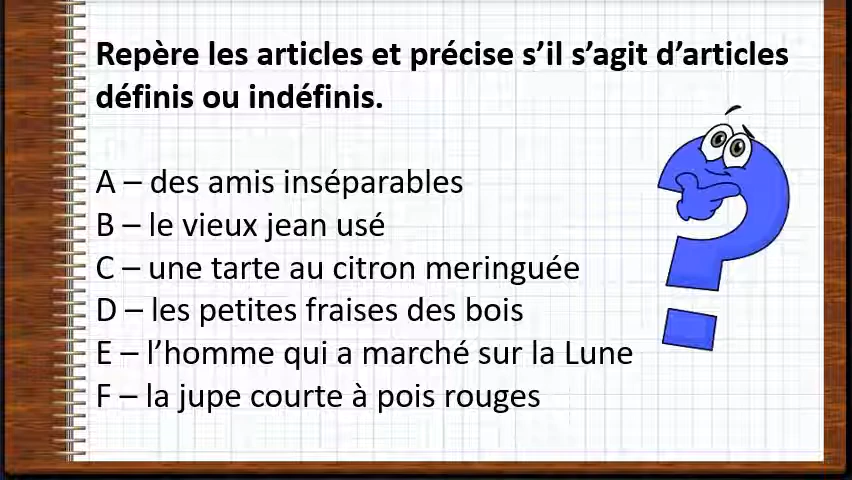 Repère les articles et précise s’il s’agit d’articles
définis ou indéfinis.
A – des amis inséparables
B – le vieux jean usé
C – une tarte au citron meringuée
D – les petites fraises des bois
E – l’homme qui a marché sur la Lune
F – la jupe courte à pois rouges